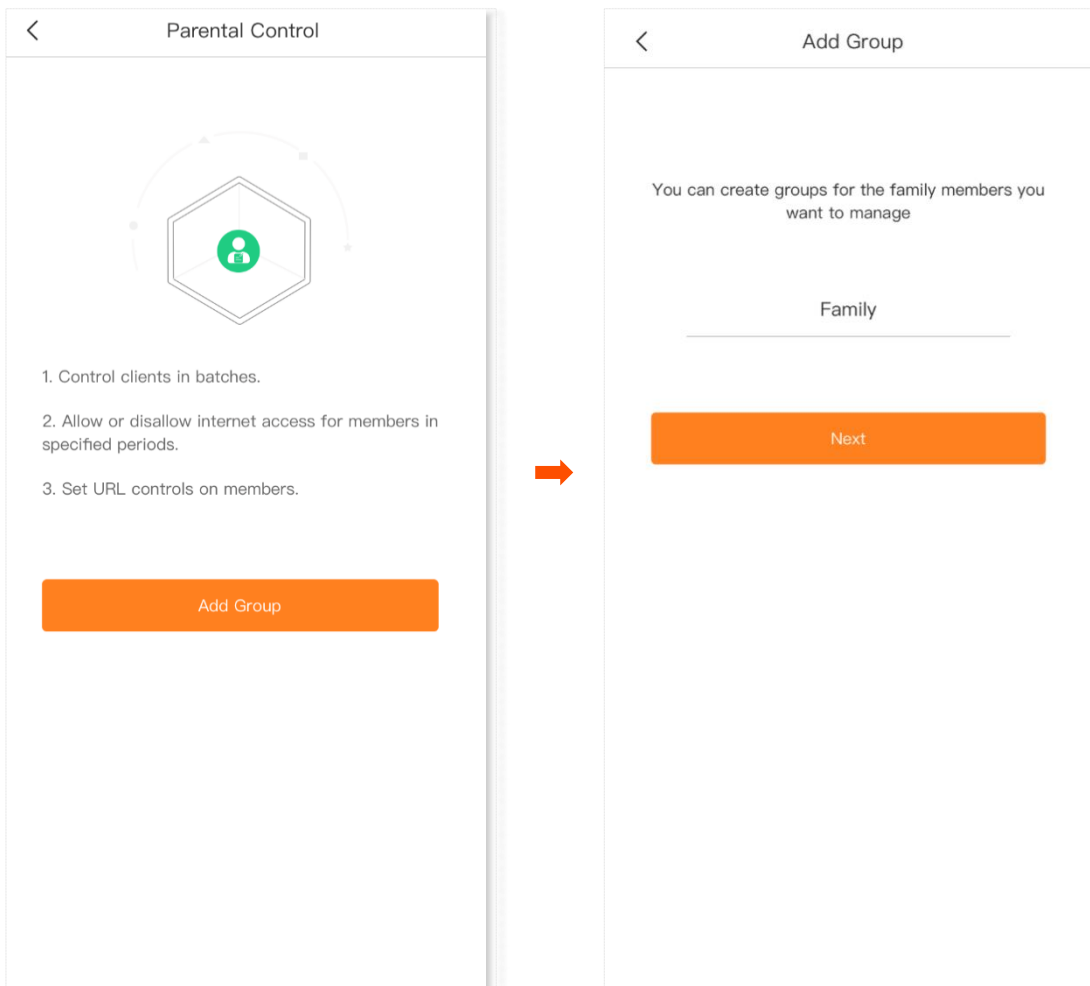 Parental Control
1. Control clients in batches.
2. Allow or disallow internet access for members in
specified periods.
3. Set URL controls on members.
Add Group
Add Group
You can create groups for the family members you
want to manage
Family
Next